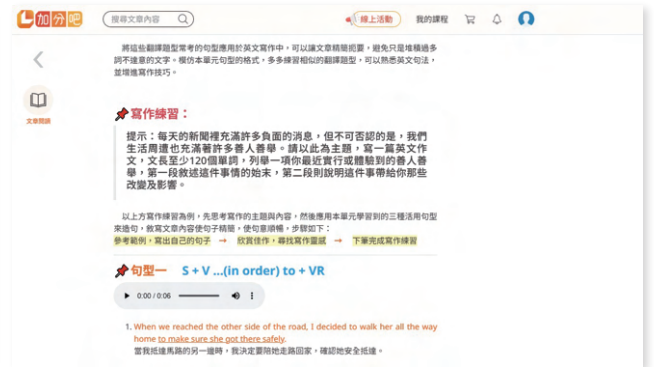 加分吧
搜尋文章內容
線上活動
我的課程
將這些翻譯題型常考的句型應用於英文寫作中，可以讓文章精簡扼要，避免只是堆積過多
詞不達意的文字。模仿本單元句型的格式，多多練習相似的翻譯題型，可以熟悉英文句法，
並增進寫作技巧。
文章閱讀
寫作練習：
提示：每天的新聞裡充滿許多負面的消息，但不可否認的是，我們
生活周遭也充滿著許多善人善舉。請以此為主題，寫一篇英文作
文，文長至少120個單詞，列舉一項你最近實行或體驗到的善人善
舉，第一段敘述這件事情的始末，第二段則說明這件事帶給你那些
改變及影響。
以上方寫作練習為例，先思考寫作的主題與內容，然後應用本單元學習到的三種活用句型
來造句，敘寫文章內容使句子精簡，使句意順暢，步驟如下：
參考範例，寫出自己的句子 → 欣賞佳作，尋找寫作靈感 → 下筆完成寫作練習
句型一 S + V ...(in order) to + VR
0:00 / 0:06
1. When we reached the other side of the road, I decided to walk her all the way
home to make sure she got there safely.
當我抵達馬路的另一邊時，我決定要陪她走路回家，確認她安全抵達。